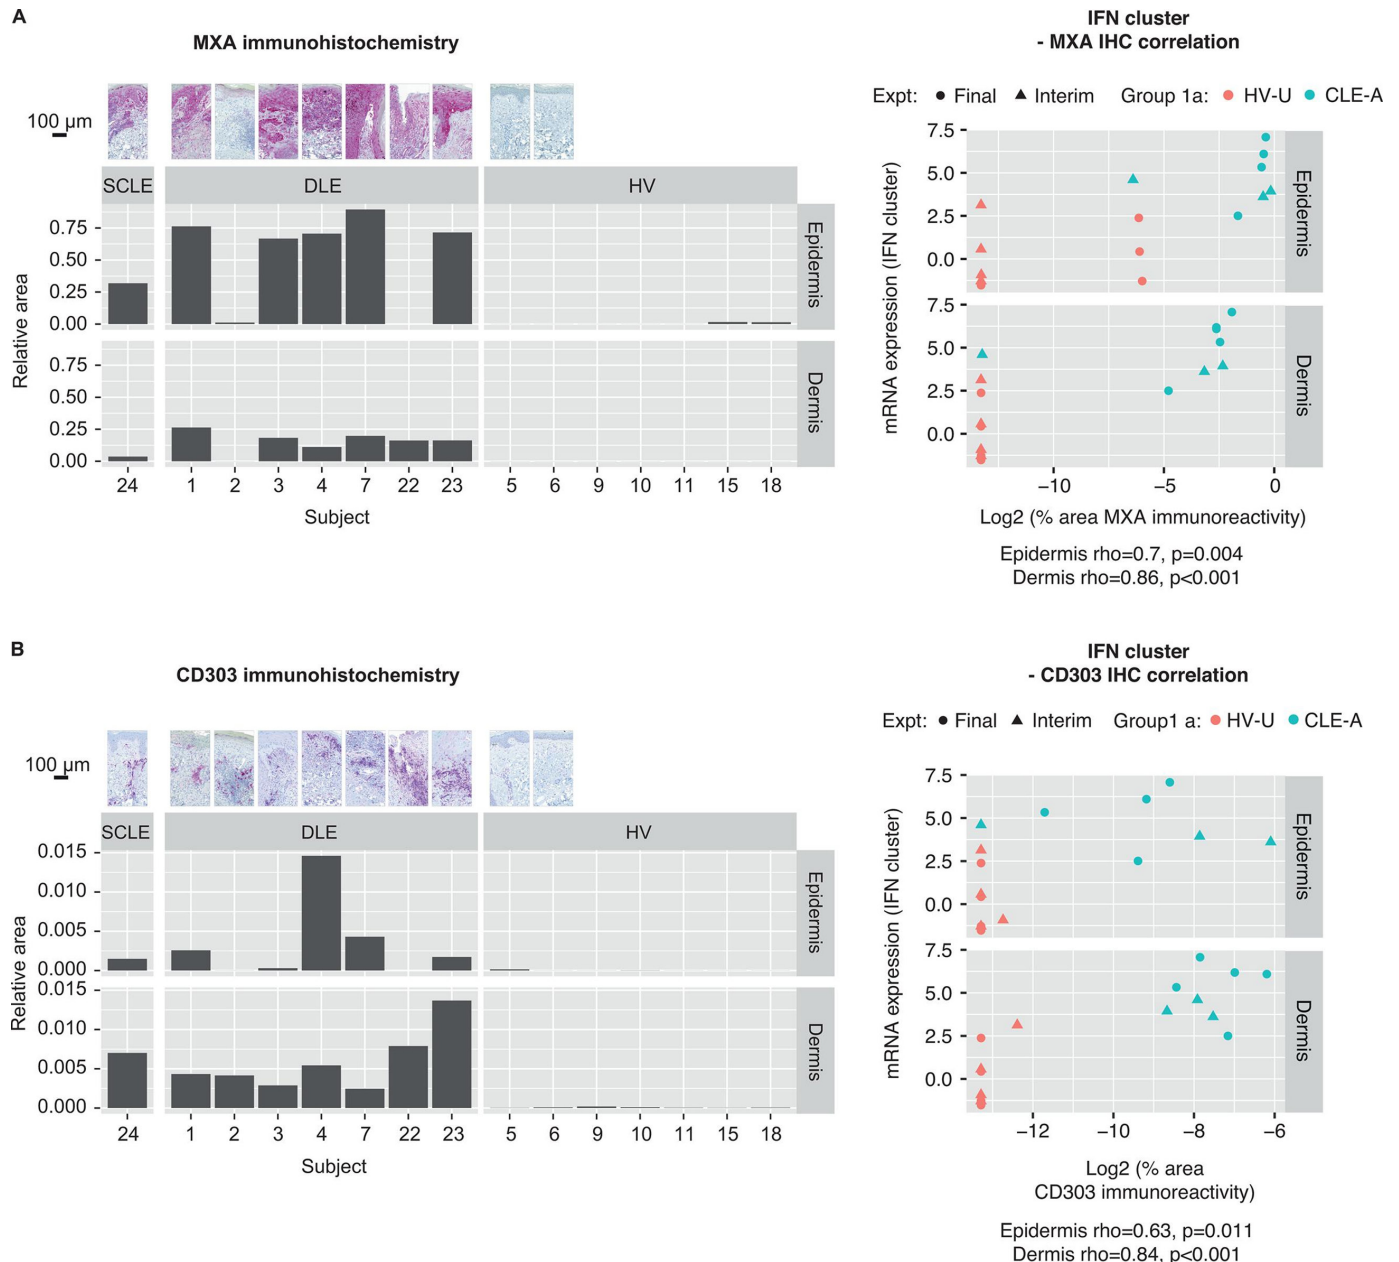 A
MXA immunohistochemistry
100 µm
SCLE DLE HV
Relative area
0.75
0.50
0.25
0.00
Epidermis
0.75
0.50
0.25
0.00
Dermis
24 1 2 3 4 7 22 23 5 6 9 10 11 15 18
Subject
IFN cluster
- MXA IHC correlation
Expt: Final Interim Group 1a: HV-U CLE-A
mRNA expression (IFN cluster)
7.5
5.0
2.5
0.0
Epidermis
7.5
5.0
2.5
0.0
Dermis
−10 −5 0
Log2 (% area MXA immunoreactivity)
Epidermis rho=0.7, p=0.004
Dermis rho=0.86, p<0.001
B
CD303 immunohistochemistry
100 µm
SCLE DLE HV
Relative area
0.015
0.010
0.005
0.000
Epidermis
0.015
0.010
0.005
0.000
Dermis
24 1 2 3 4 7 22 23 5 6 9 10 11 15 18
Subject
IFN cluster
- CD303 IHC correlation
Expt: Final Interim Group1 a: HV-U CLE-A
mRNA expression (IFN cluster)
7.5
5.0
2.5
0.0
Epidermis
7.5
5.0
2.5
0.0
Dermis
−12 −10 −8 −6
Log2 (% area
CD303 immunoreactivity)
Epidermis rho=0.63, p=0.011
Dermis rho=0.84, p<0.001